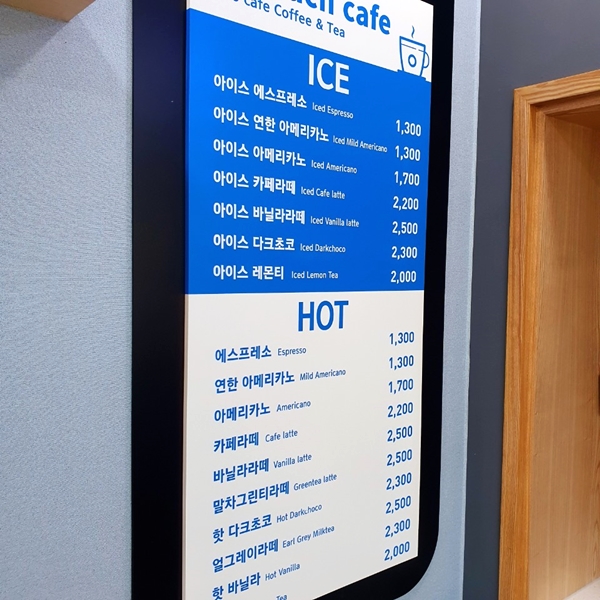 cafe
cafe Coffee & Tea
ICE
아이스 에스프레소 Iced Espresso 1,300
아이스 연한 아메리카노 Iced Mild Americano 1,300
아이스 아메리카노 Iced Americano 1,700
아이스 카페라떼 Iced Cafe latte 2,200
아이스 바닐라라떼 Iced Vanilla latte 2,500
아이스 다크초코 Iced Darkchoco 2,300
아이스 레몬티 Iced Lemon Tea 2,000
HOT
에스프레소 Espresso 1,300
연한 아메리카노 Mild Americano 1,300
아메리카노 Americano 1,700
카페라떼 Cafe latte 2,200
바닐라라떼 Vanilla latte 2,500
말차그린티라떼 Greentea latte 2,500
핫 다크초코 Hot Darkchoco 2,300
얼그레이라떼 Earl Grey Milktea 2,500
핫 바닐라 Hot Vanilla 2,300
Tea 2,000